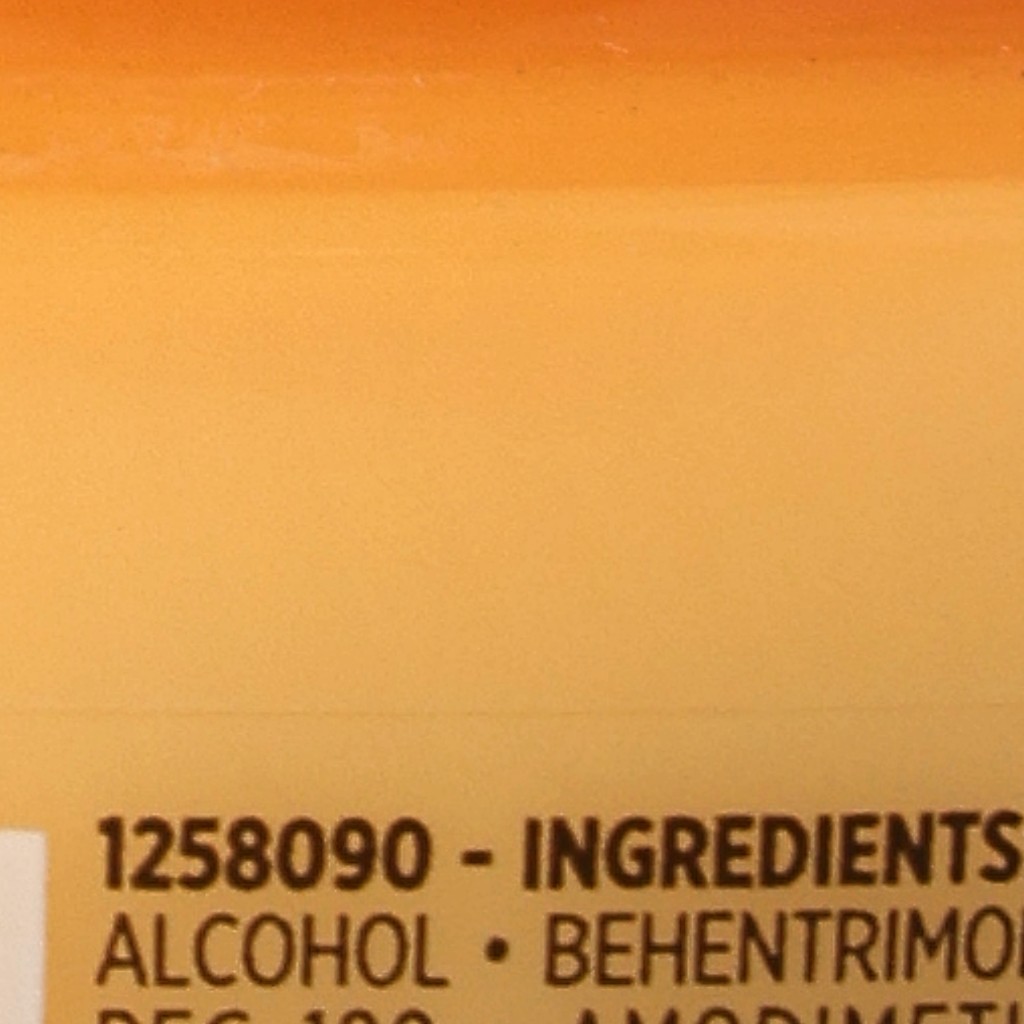 1258090 - INGREDIENTS
ALCOHOL • BEHENTRIMO